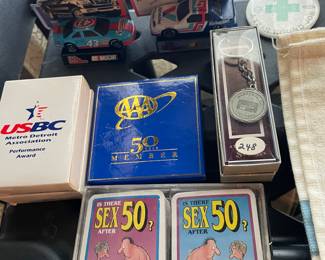 43
USBC
Metro Detroit
Association
Performance
Award
AAA
50
YEAR
MEMBER
248
IS THERE
SEX 50?
AFTER
IS THERE
SEX 50?
AFTER